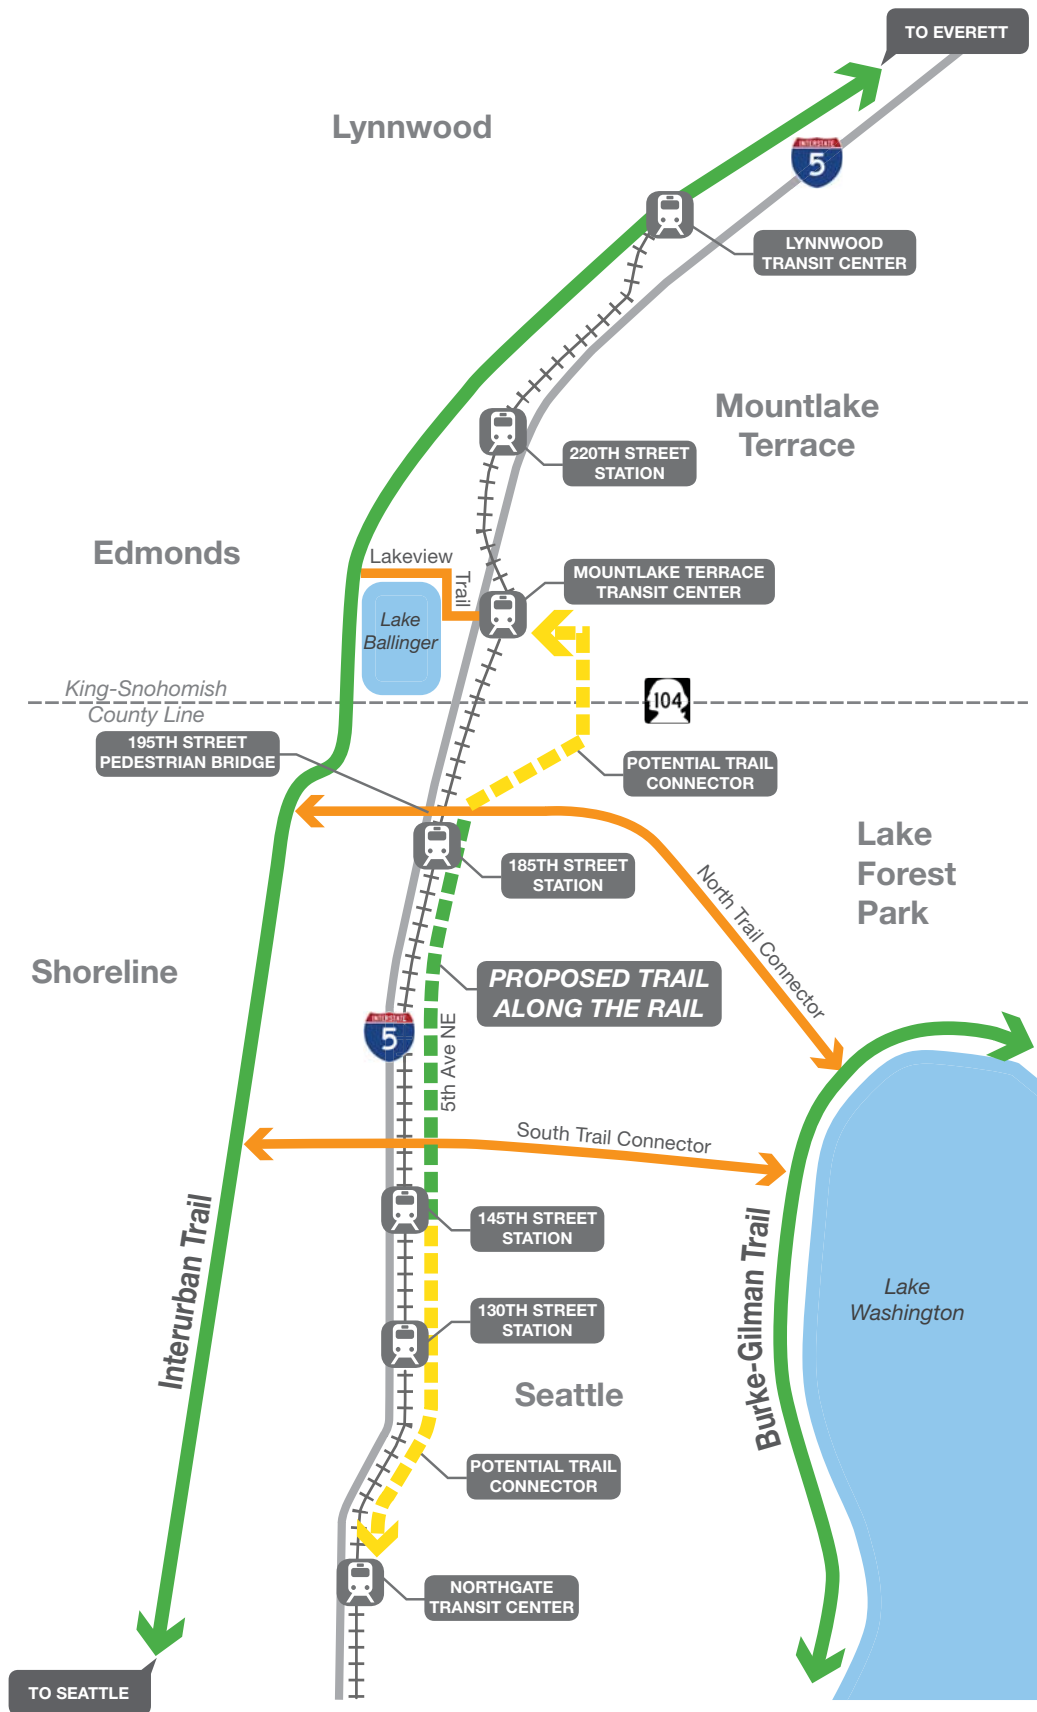 TO EVERETT
Lynnwood
INTERSTATE
5
LYNNWOOD
TRANSIT CENTER
Mountlake
Terrace
220TH STREET
STATION
Edmonds
Lakeview
Trail
MOUNTLAKE TERRACE
TRANSIT CENTER
Lake
Ballinger
King-Snohomish
County Line
104
195TH STREET
PEDESTRIAN BRIDGE
POTENTIAL TRAIL
CONNECTOR
Lake
Forest
Park
185TH STREET
STATION
North Trail Connector
Shoreline
PROPOSED TRAIL
ALONG THE RAIL
INTERSTATE
5
5th Ave NE
South Trail Connector
Interurban Trail
145TH STREET
STATION
Burke-Gilman Trail
Lake
Washington
130TH STREET
STATION
Seattle
POTENTIAL TRAIL
CONNECTOR
NORTHGATE
TRANSIT CENTER
TO SEATTLE